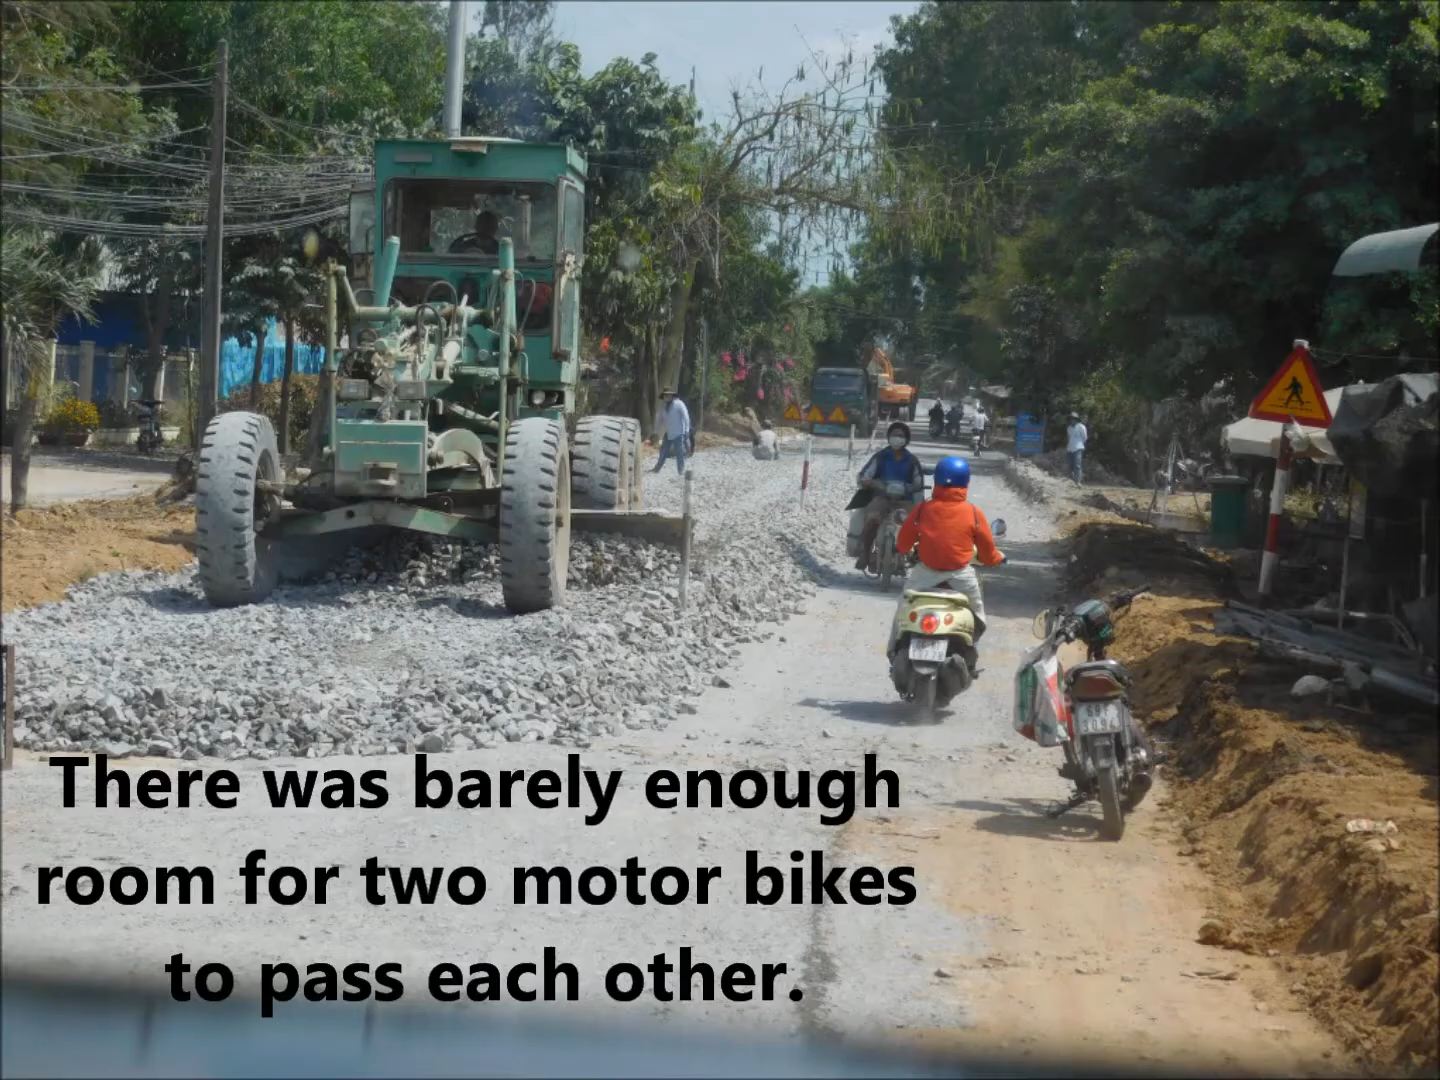 There was barely enough
room for two motor bikes
to pass each other.